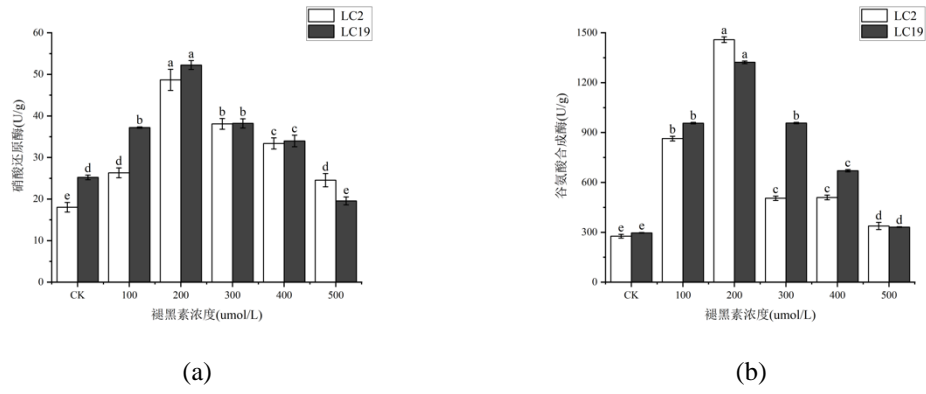 LC2
LC19
60
50
40
30
20
10
0
硝酸还原酶(U/g)
e d d b a a b b c c d e
CK 100 200 300 400 500
褪黑素浓度(umol/L)
(a)
LC2
LC19
1500
1200
900
600
300
0
谷氨酸合成酶(U/g)
e e b b a a c b c c d d
CK 100 200 300 400 500
褪黑素浓度(umol/L)
(b)